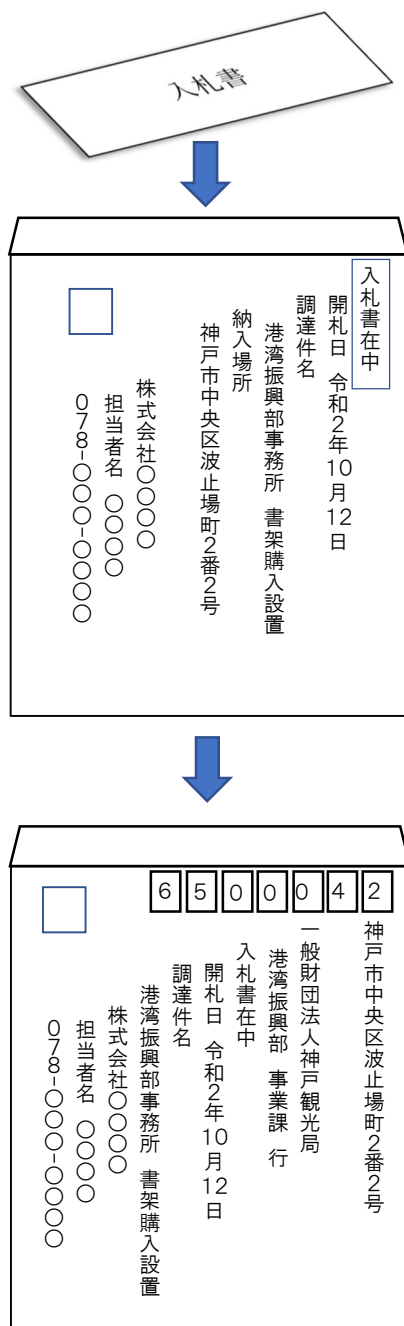 入札書
入札書在中
開札日 令和2年10月12日
調達件名
港湾振興部事務所 書架購入設置
納入場所
神戸市中央区波止場町2番2号
株式会社〇〇〇〇
担当者名 〇〇〇〇
078-〇〇〇-〇〇〇〇
6500042
神戸市中央区波止場町2番2号
一般財団法人神戸観光局
港湾振興部 事業課 行
入札書在中
開札日 令和2年10月12日
調達件名
港湾振興部事務所 書架購入設置
株式会社〇〇〇〇
担当者名 〇〇〇〇
078-〇〇〇-〇〇〇〇